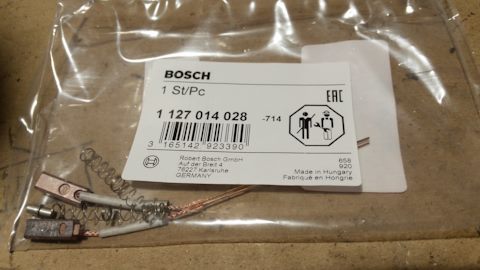 BOSCH
1 St/Pc
1 127 014 028
-714
EAC
3 165142 923390
Robert Bosch GmbH
Auf der Breit 4
76227 Karlsruhe
GERMANY
658
920
Made in Hungary
Fabriqué en Hongrie